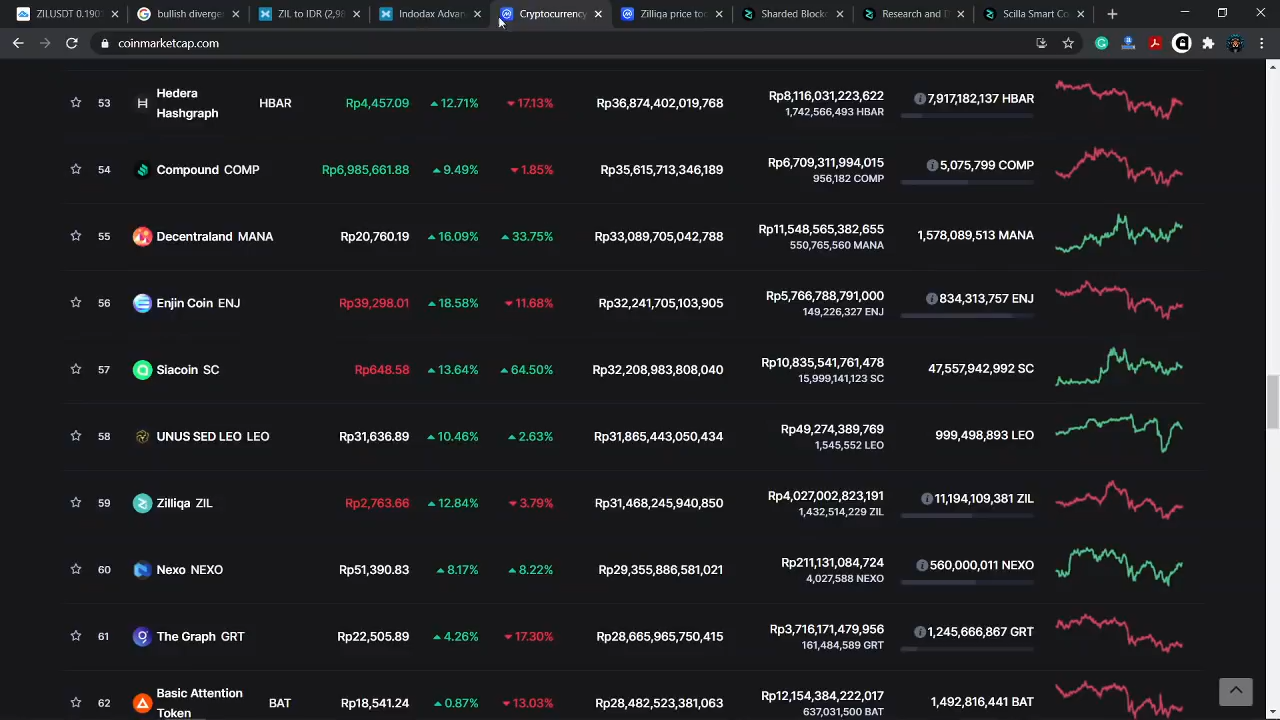 ZILUSDT 0.190
bullish diverge
ZIL to IDR (2,98
Indodax Advan
Cryptocurrency
Zilliqa price to
Sharded Block
Research and D
Scilla Smart Co
coinmarketcap.com
53 Hedera Hashgraph HBAR Rp4,457.09 12.71% 17.13% Rp36,874,402,019,768 Rp8,116,031,223,622 7,917,182,137 HBAR
1,742,566,493 HBAR
54 Compound COMP Rp6,985,661.88 9.49% 1.85% Rp35,615,713,346,189 Rp6,709,311,994,015 5,075,799 COMP
956,182 COMP
55 Decentraland MANA Rp20,760.19 16.09% 33.75% Rp33,089,705,042,788 Rp11,548,565,382,655 1,578,089,513 MANA
550,765,560 MANA
56 Enjin Coin ENJ Rp39,298.01 18.58% 11.68% Rp32,241,705,103,905 Rp5,766,788,791,000 834,313,757 ENJ
149,226,327 ENJ
57 Siacoin SC Rp648.58 13.64% 64.50% Rp32,208,983,808,040 Rp10,835,541,761,478 47,557,942,992 SC
15,999,141,123 SC
58 UNUS SED LEO LEO Rp31,636.89 10.46% 2.63% Rp31,865,443,050,434 Rp49,274,389,769 999,498,893 LEO
1,545,552 LEO
59 Zilliqa ZIL Rp2,763.66 12.84% 3.79% Rp31,468,245,940,850 Rp4,027,002,823,191 11,194,109,381 ZIL
1,432,514,229 ZIL
60 Nexo NEXO Rp51,390.83 8.17% 8.22% Rp29,355,886,581,021 Rp211,131,084,724 560,000,011 NEXO
4,027,588 NEXO
61 The Graph GRT Rp22,505.89 4.26% 17.30% Rp28,665,965,750,415 Rp3,716,171,479,956 1,245,666,867 GRT
161,484,589 GRT
62 Basic Attention Token BAT Rp18,541.24 0.87% 13.03% Rp28,482,523,381,063 Rp12,154,384,222,017 1,492,816,441 BAT
637,031,500 BAT